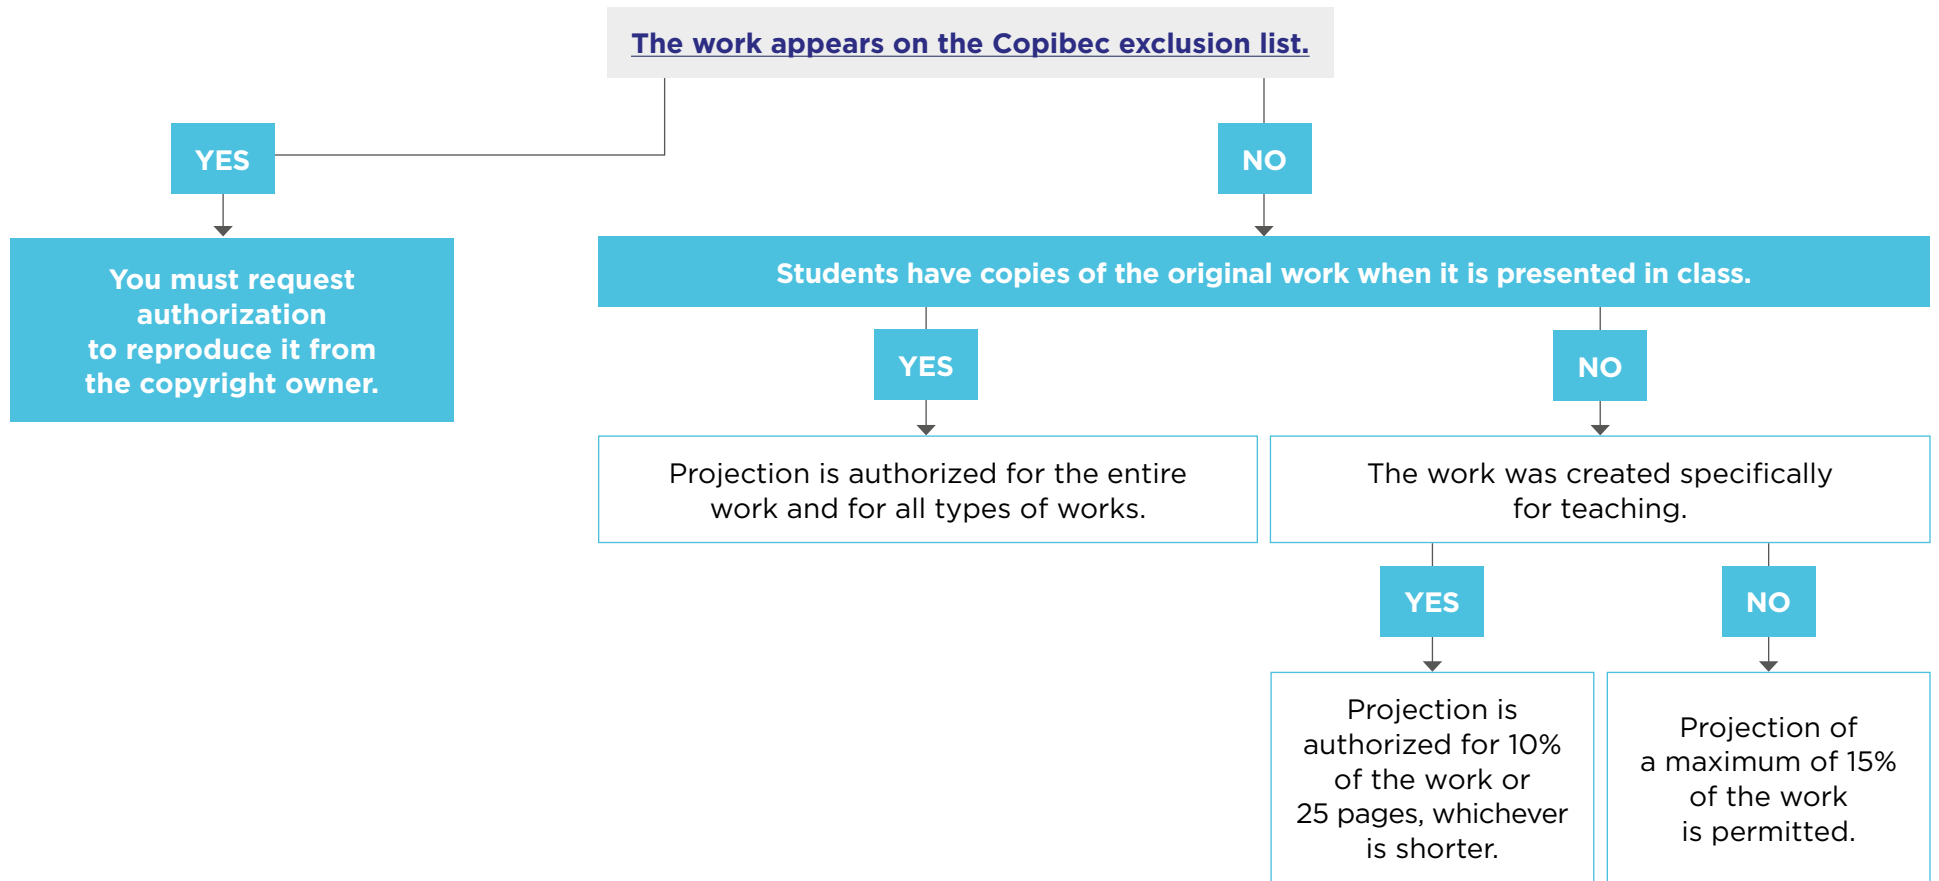 The work appears on the Copibec exclusion list.
YES
NO
You must request
authorization
to reproduce it from
the copyright owner.
Students have copies of the original work when it is presented in class.
YES
NO
Projection is authorized for the entire
work and for all types of works.
The work was created specifically
for teaching.
YES
NO
Projection is
authorized for 10%
of the work or
25 pages, whichever
is shorter.
Projection of
a maximum of 15%
of the work
is permitted.